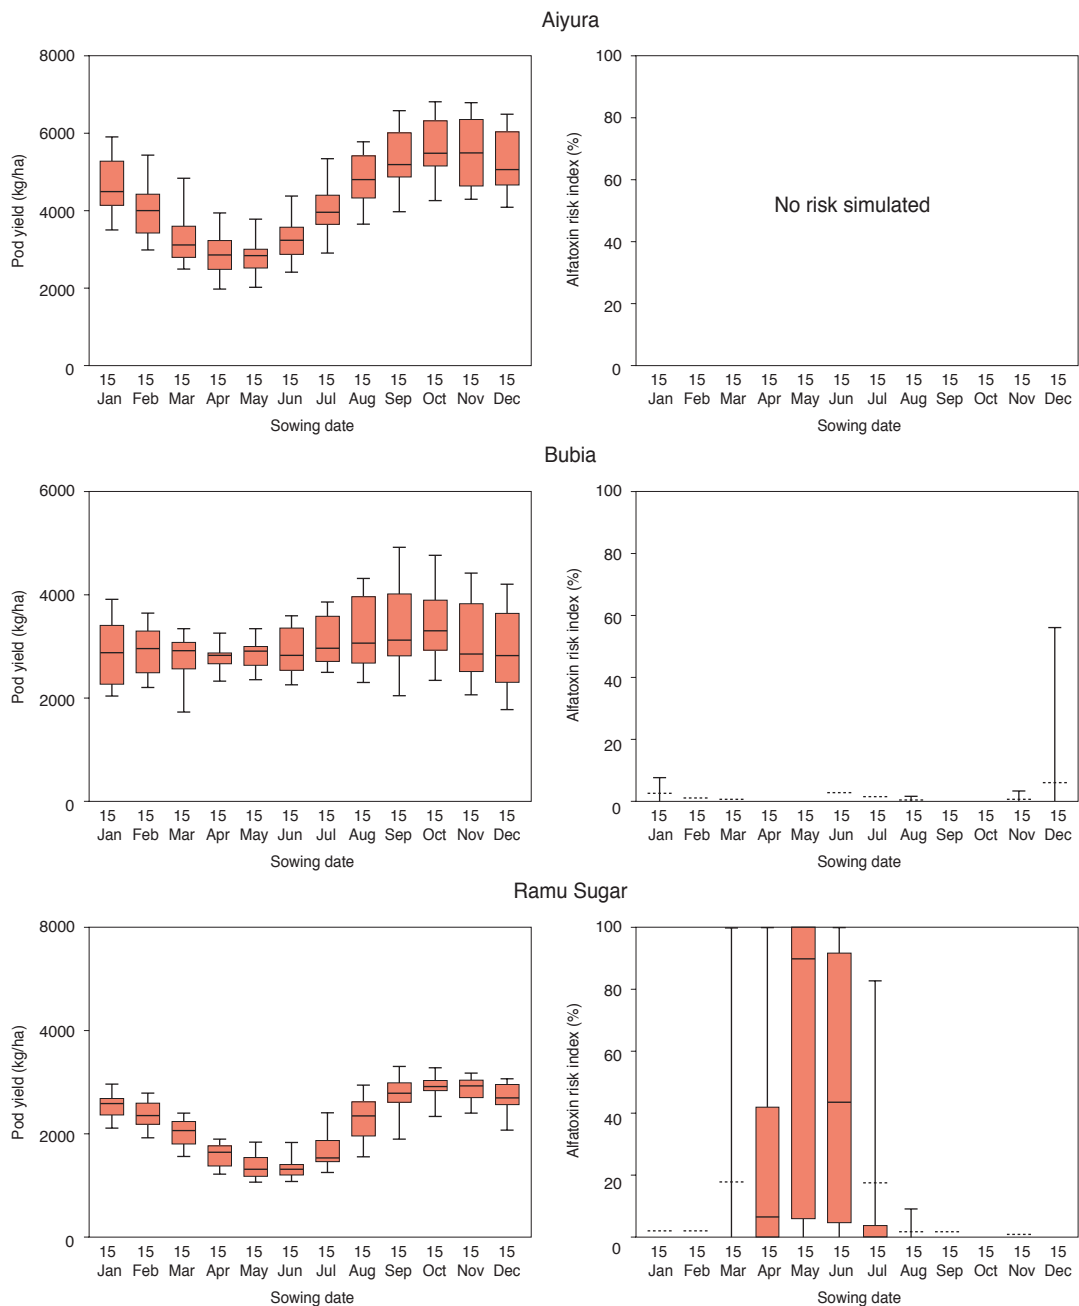 Aiyura
8000
6000
4000
2000
0
Pod yield (kg/ha)
15 15 15 15 15 15 15 15 15 15 15 15
Jan Feb Mar Apr May Jun Jul Aug Sep Oct Nov Dec
Sowing date
100
80
60
40
20
0
Alfatoxin risk index (%)
No risk simulated
15 15 15 15 15 15 15 15 15 15 15 15
Jan Feb Mar Apr May Jun Jul Aug Sep Oct Nov Dec
Sowing date
Bubia
6000
4000
2000
0
Pod yield (kg/ha)
15 15 15 15 15 15 15 15 15 15 15 15
Jan Feb Mar Apr May Jun Jul Aug Sep Oct Nov Dec
Sowing date
100
80
60
40
20
0
Alfatoxin risk index (%)
15 15 15 15 15 15 15 15 15 15 15 15
Jan Feb Mar Apr May Jun Jul Aug Sep Oct Nov Dec
Sowing date
Ramu Sugar
8000
4000
2000
0
Pod yield (kg/ha)
15 15 15 15 15 15 15 15 15 15 15 15
Jan Feb Mar Apr May Jun Jul Aug Sep Oct Nov Dec
Sowing date
100
80
60
40
20
0
Alfatoxin risk index (%)
15 15 15 15 15 15 15 15 15 15 15 15
Jan Feb Mar Apr May Jun Jul Aug Sep Oct Nov Dec
Sowing date